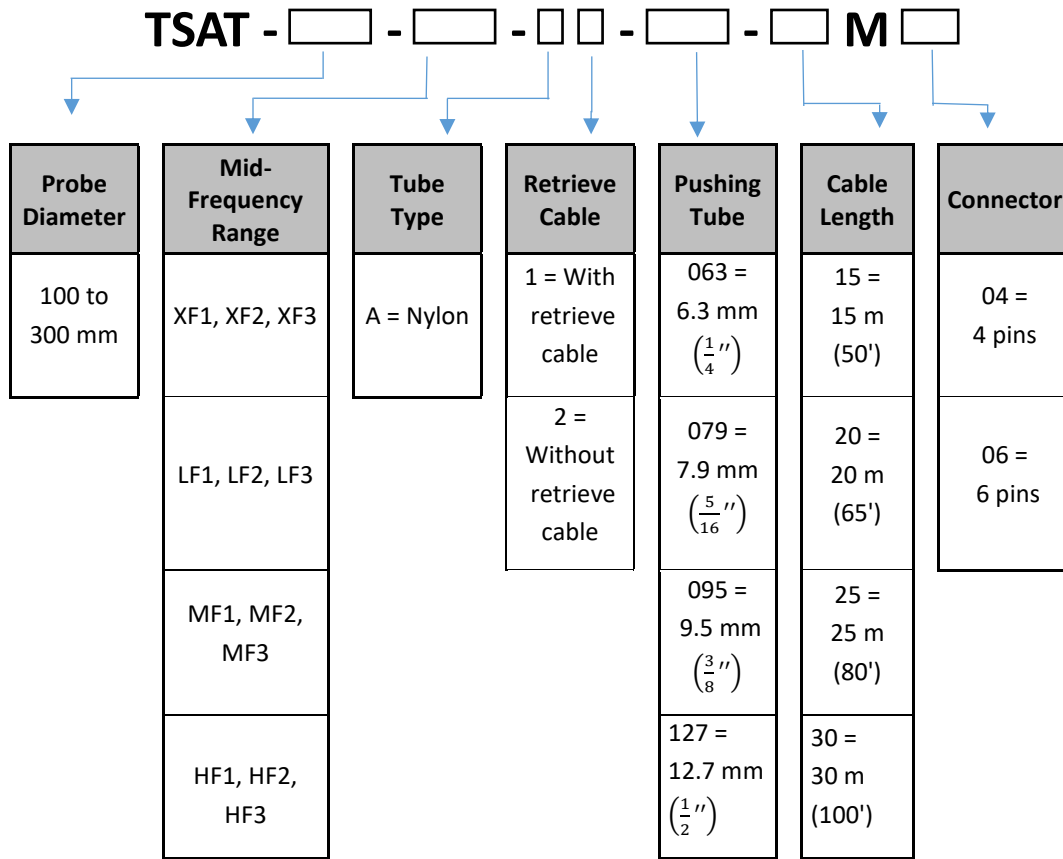 TSAT - - - - M
Probe
Diameter
100 to
300 mm
Mid-
Frequency
Range
XF1, XF2, XF3
LF1, LF2, LF3
MF1, MF2,
MF3
HF1, HF2,
HF3
Tube
Type
A = Nylon
Retrieve
Cable
1 = With
retrieve
cable
2 =
Without
retrieve
cable
Pushing
Tube
063 =
6.3 mm
(1/4′′)
079 =
7.9 mm
(5/16′′)
095 =
9.5 mm
(3/8′′)
127 =
12.7 mm
(1/2′′)
Cable
Length
15 =
15 m
(50')
20 =
20 m
(65')
25 =
25 m
(80')
30 =
30 m
(100')
Connector
04 =
4 pins
06 =
6 pins